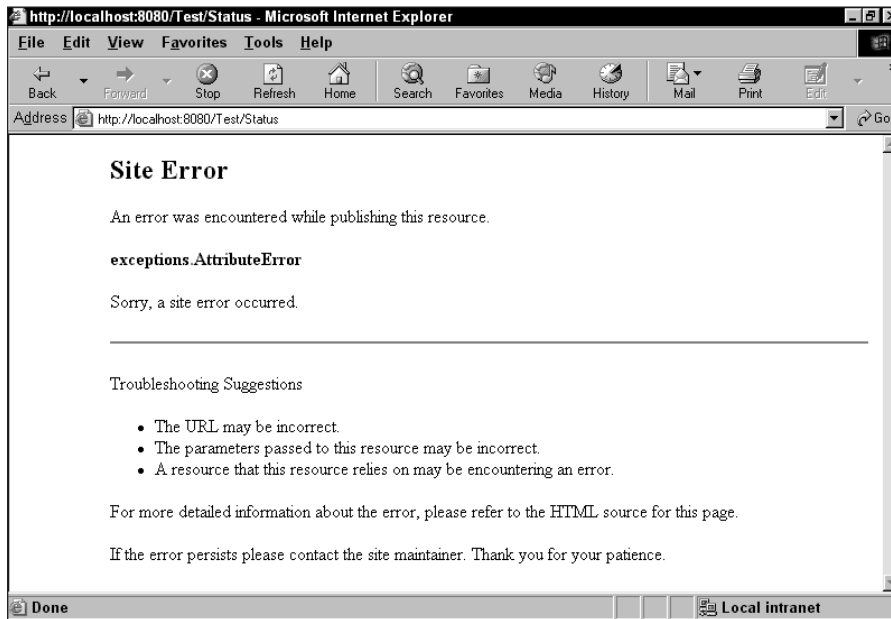 http://localhost:8080/Test/Status - Microsoft Internet Explorer
File Edit View Favorites Tools Help
Back Forward Stop Refresh Home Search Favorites Media History Mail Print Edit
Address http://localhost:8080/Test/Status Go
Site Error
An error was encountered while publishing this resource.
exceptions.AttributeError
Sorry, a site error occurred.
Troubleshooting Suggestions
• The URL may be incorrect.
• The parameters passed to this resource may be incorrect.
• A resource that this resource relies on may be encountering an error.
For more detailed information about the error, please refer to the HTML source for this page.
If the error persists please contact the site maintainer. Thank you for your patience.
Done Local intranet